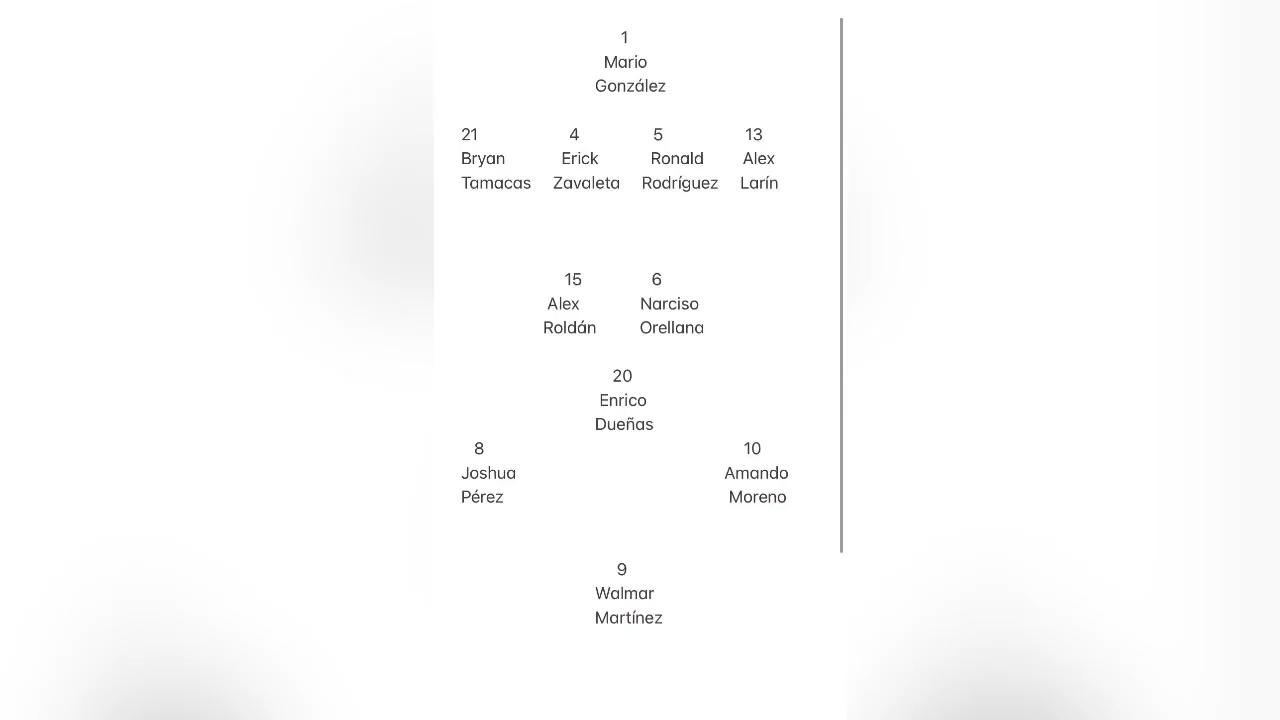 1
Mario
González
21 4 5 13
Bryan Erick Ronald Alex
Tamacas Zavaleta Rodríguez Larín
15 6
Alex Narciso
Roldán Orellana
20
Enrico
Dueñas
8 10
Joshua Amando
Pérez Moreno
9
Walmar
Martínez